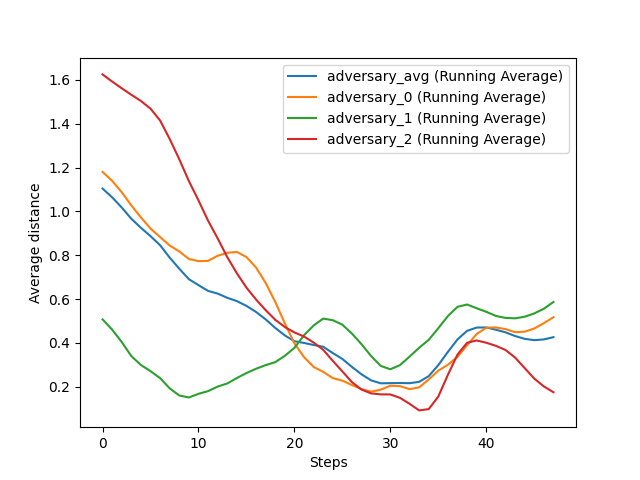 adversary_avg (Running Average)
adversary_0 (Running Average)
adversary_1 (Running Average)
adversary_2 (Running Average)
1.6
1.4
1.2
1.0
0.8
0.6
0.4
0.2
Average distance
0 10 20 30 40
Steps